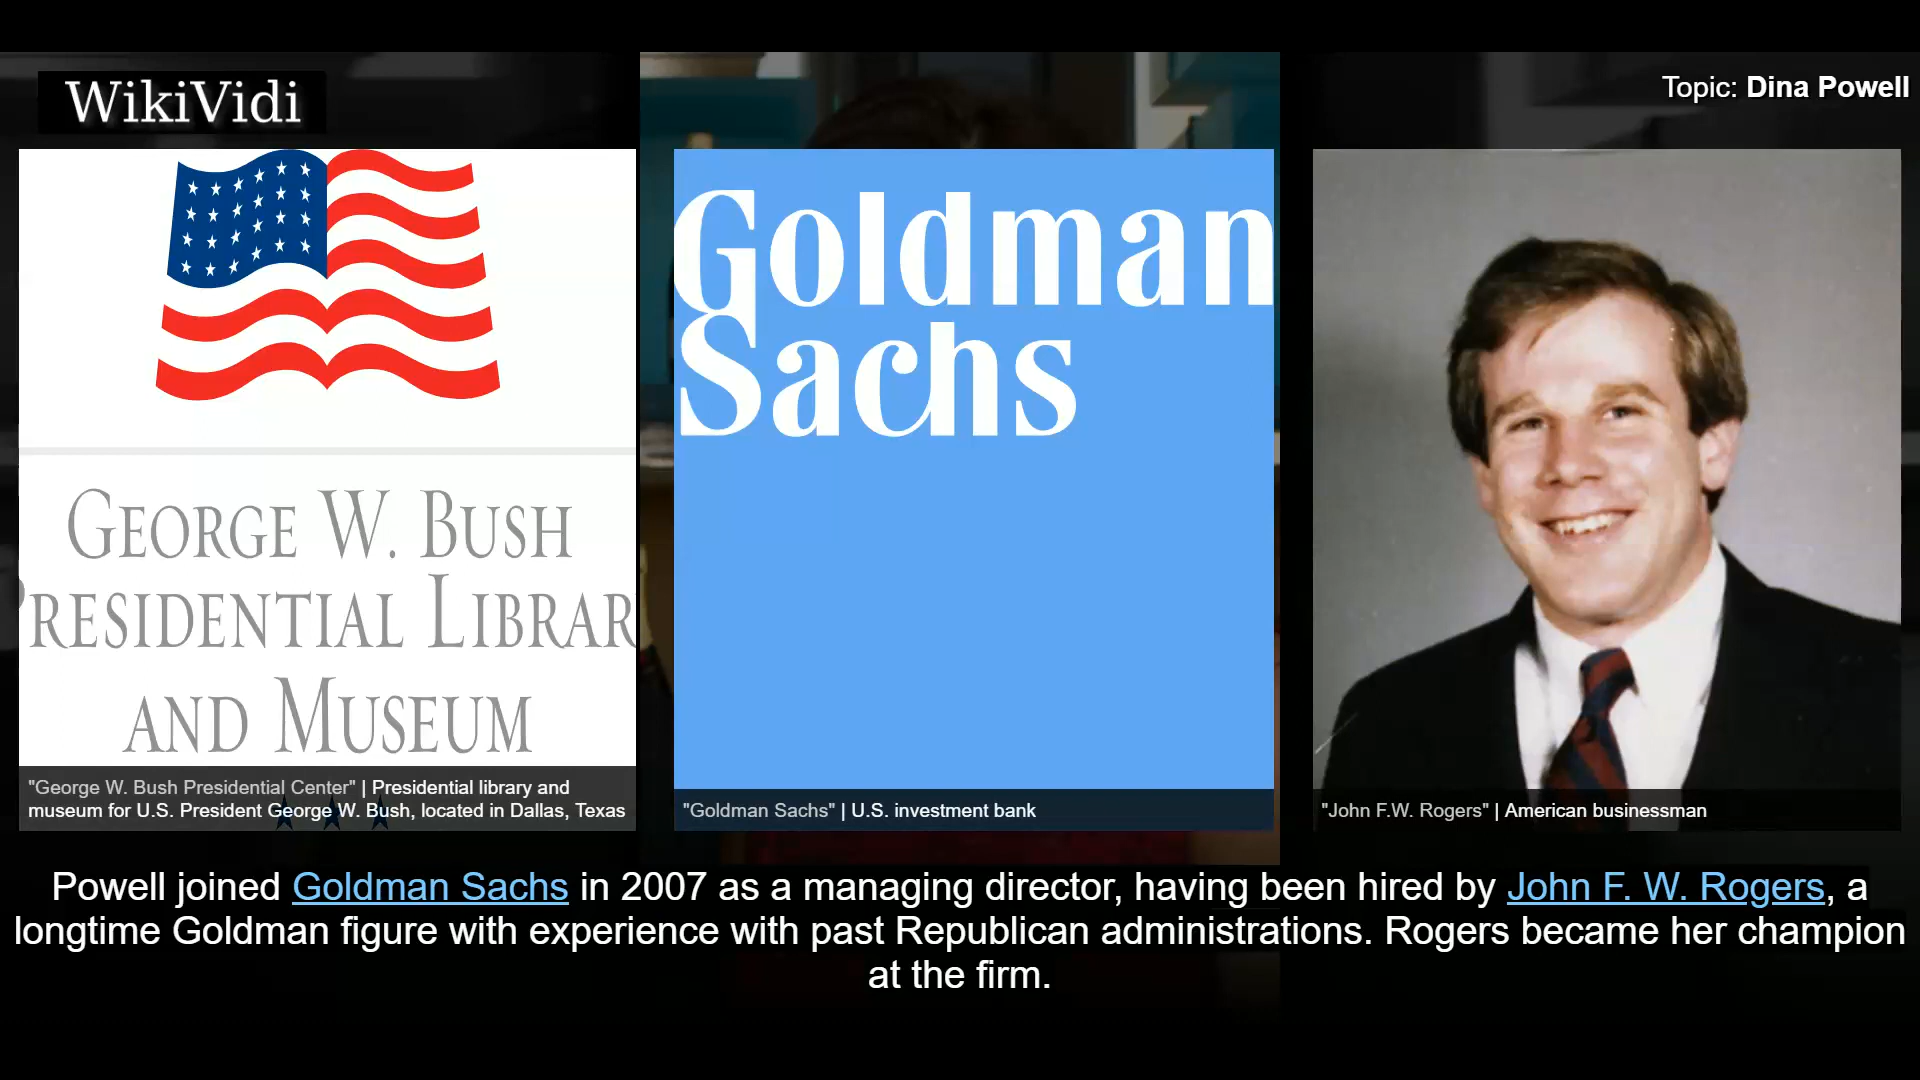 WikiVidi
Topic: Dina Powell
GEORGE W. BUSH
PRESIDENTIAL LIBRAR
AND MUSEUM
"George W. Bush Presidential Center" | Presidential library and
museum for U.S. President George W. Bush, located in Dallas, Texas
Goldman
Sachs
"Goldman Sachs" | U.S. investment bank
"John F.W. Rogers" | American businessman
Powell joined Goldman Sachs in 2007 as a managing director, having been hired by John F. W. Rogers, a
longtime Goldman figure with experience with past Republican administrations. Rogers became her champion
at the firm.